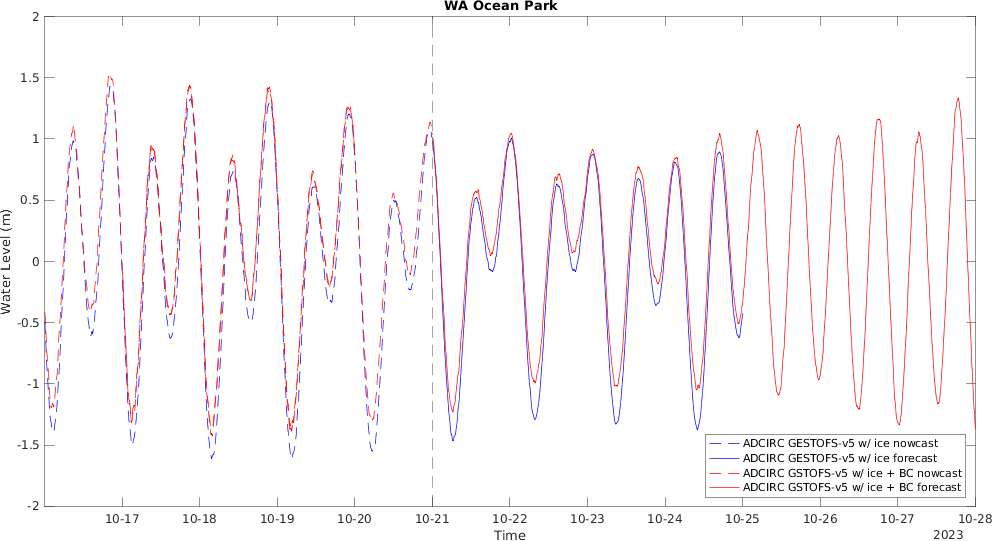 WA Ocean Park
2
1.5
1
0.5
0
-0.5
-1
-1.5
-2
Water Level (m)
10-17 10-18 10-19 10-20 10-21 10-22 10-23 10-24 10-25 10-26 10-27 10-28
Time
2023
ADCIRC GESTOFS-v5 w/ ice nowcast
ADCIRC GESTOFS-v5 w/ ice forecast
ADCIRC GSTOFS-v5 w/ ice + BC nowcast
ADCIRC GSTOFS-v5 w/ ice + BC forecast